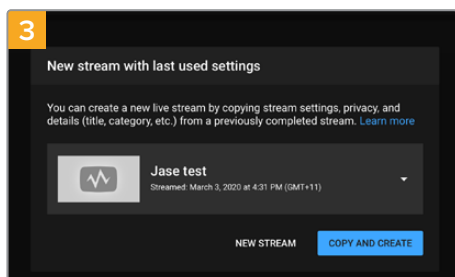 3
New stream with last used settings
You can create a new live stream by copying stream settings, privacy, and
details (title, category, etc.) from a previously completed stream. Learn more
Jase test
Streamed: March 3, 2020 at 4:31 PM (GMT+11)
NEW STREAM
COPY AND CREATE